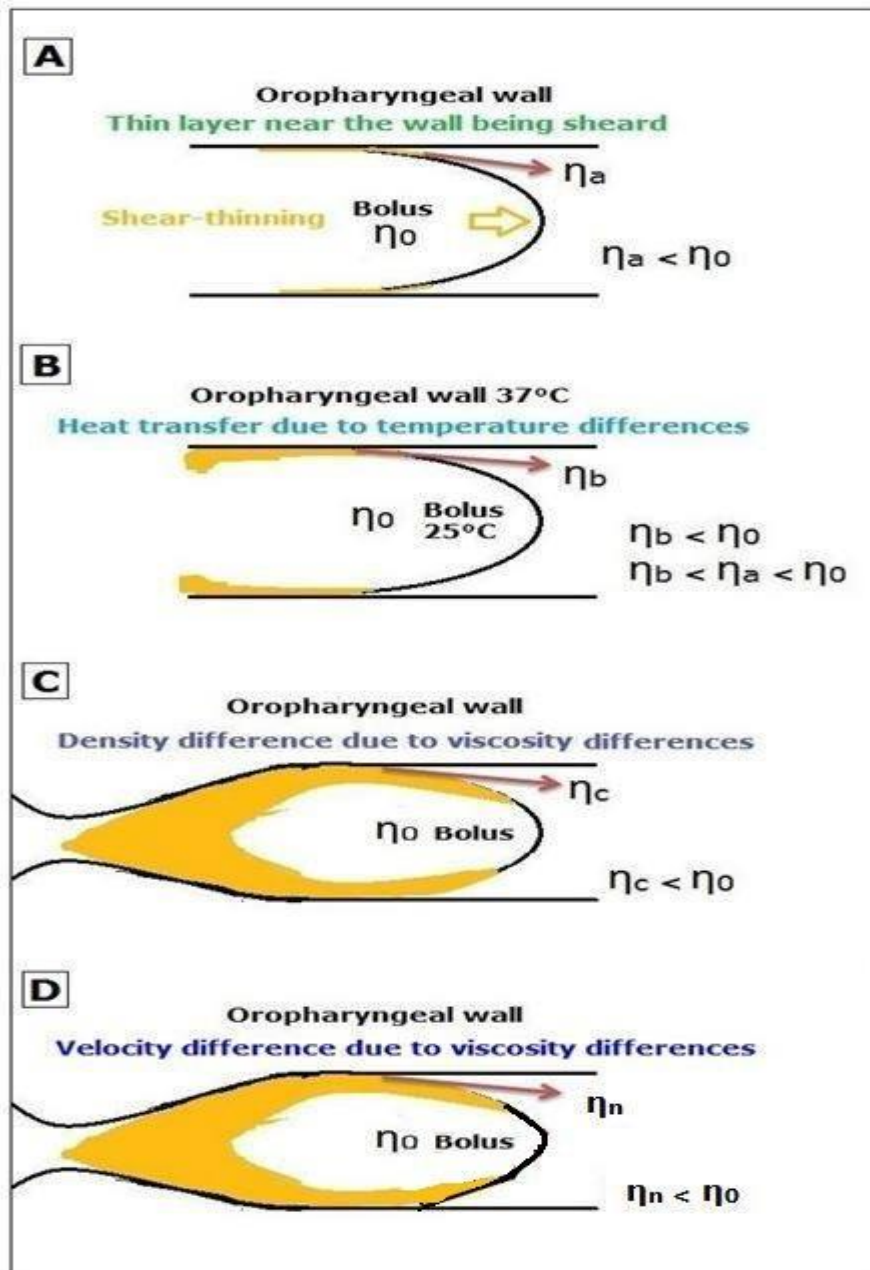 A
Oropharyngeal wall
Thin layer near the wall being sheard
ηa
Shear-thinning
Bolus
η0
ηa < η0
B
Oropharyngeal wall 37ºC
Heat transfer due to temperature differences
ηb
η0 Bolus
25ºC
ηb < η0
ηb < ηa < η0
C
Oropharyngeal wall
Density difference due to viscosity differences
ηc
η0 Bolus
ηc < η0
D
Oropharyngeal wall
Velocity difference due to viscosity differences
ηn
η0 Bolus
ηn < η0